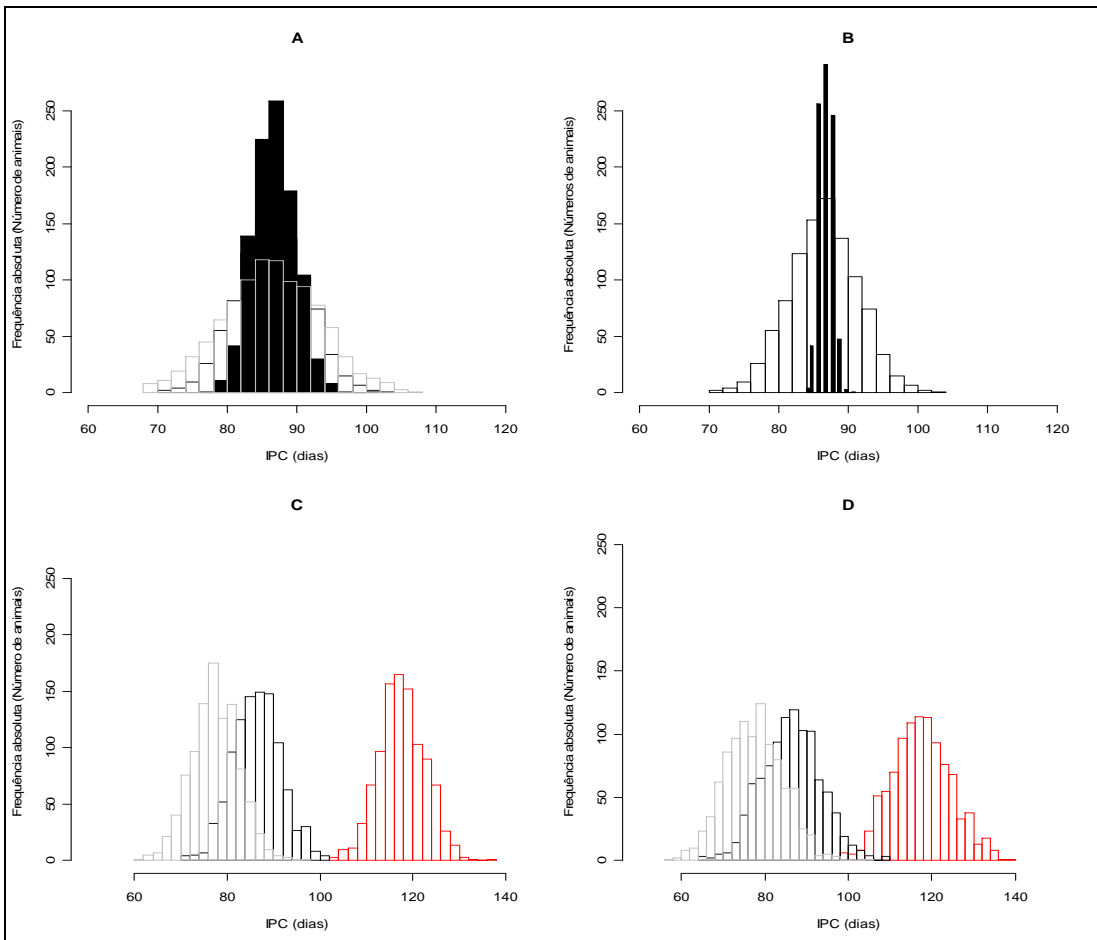 A
Frequência absoluta (Número de animais)
0 50 100 150 200 250
60 70 80 90 100 110 120
IPC (dias)
B
Frequência absoluta (Números de animais)
0 50 100 150 200 250
60 70 80 90 100 110 120
IPC (dias)
C
Frequência absoluta (Número de animais)
0 50 100 150 200 250
60 80 100 120 140
IPC (dias)
D
Frequência absoluta (Número de animais)
0 50 100 150 200 250
60 80 100 120 140
IPC (dias)